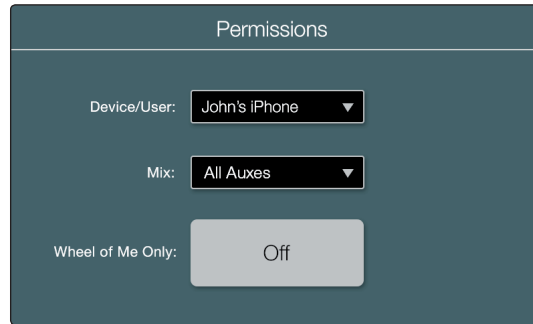 Permissions
Device/User: John's iPhone
Mix: All Auxes
Wheel of Me Only: Off